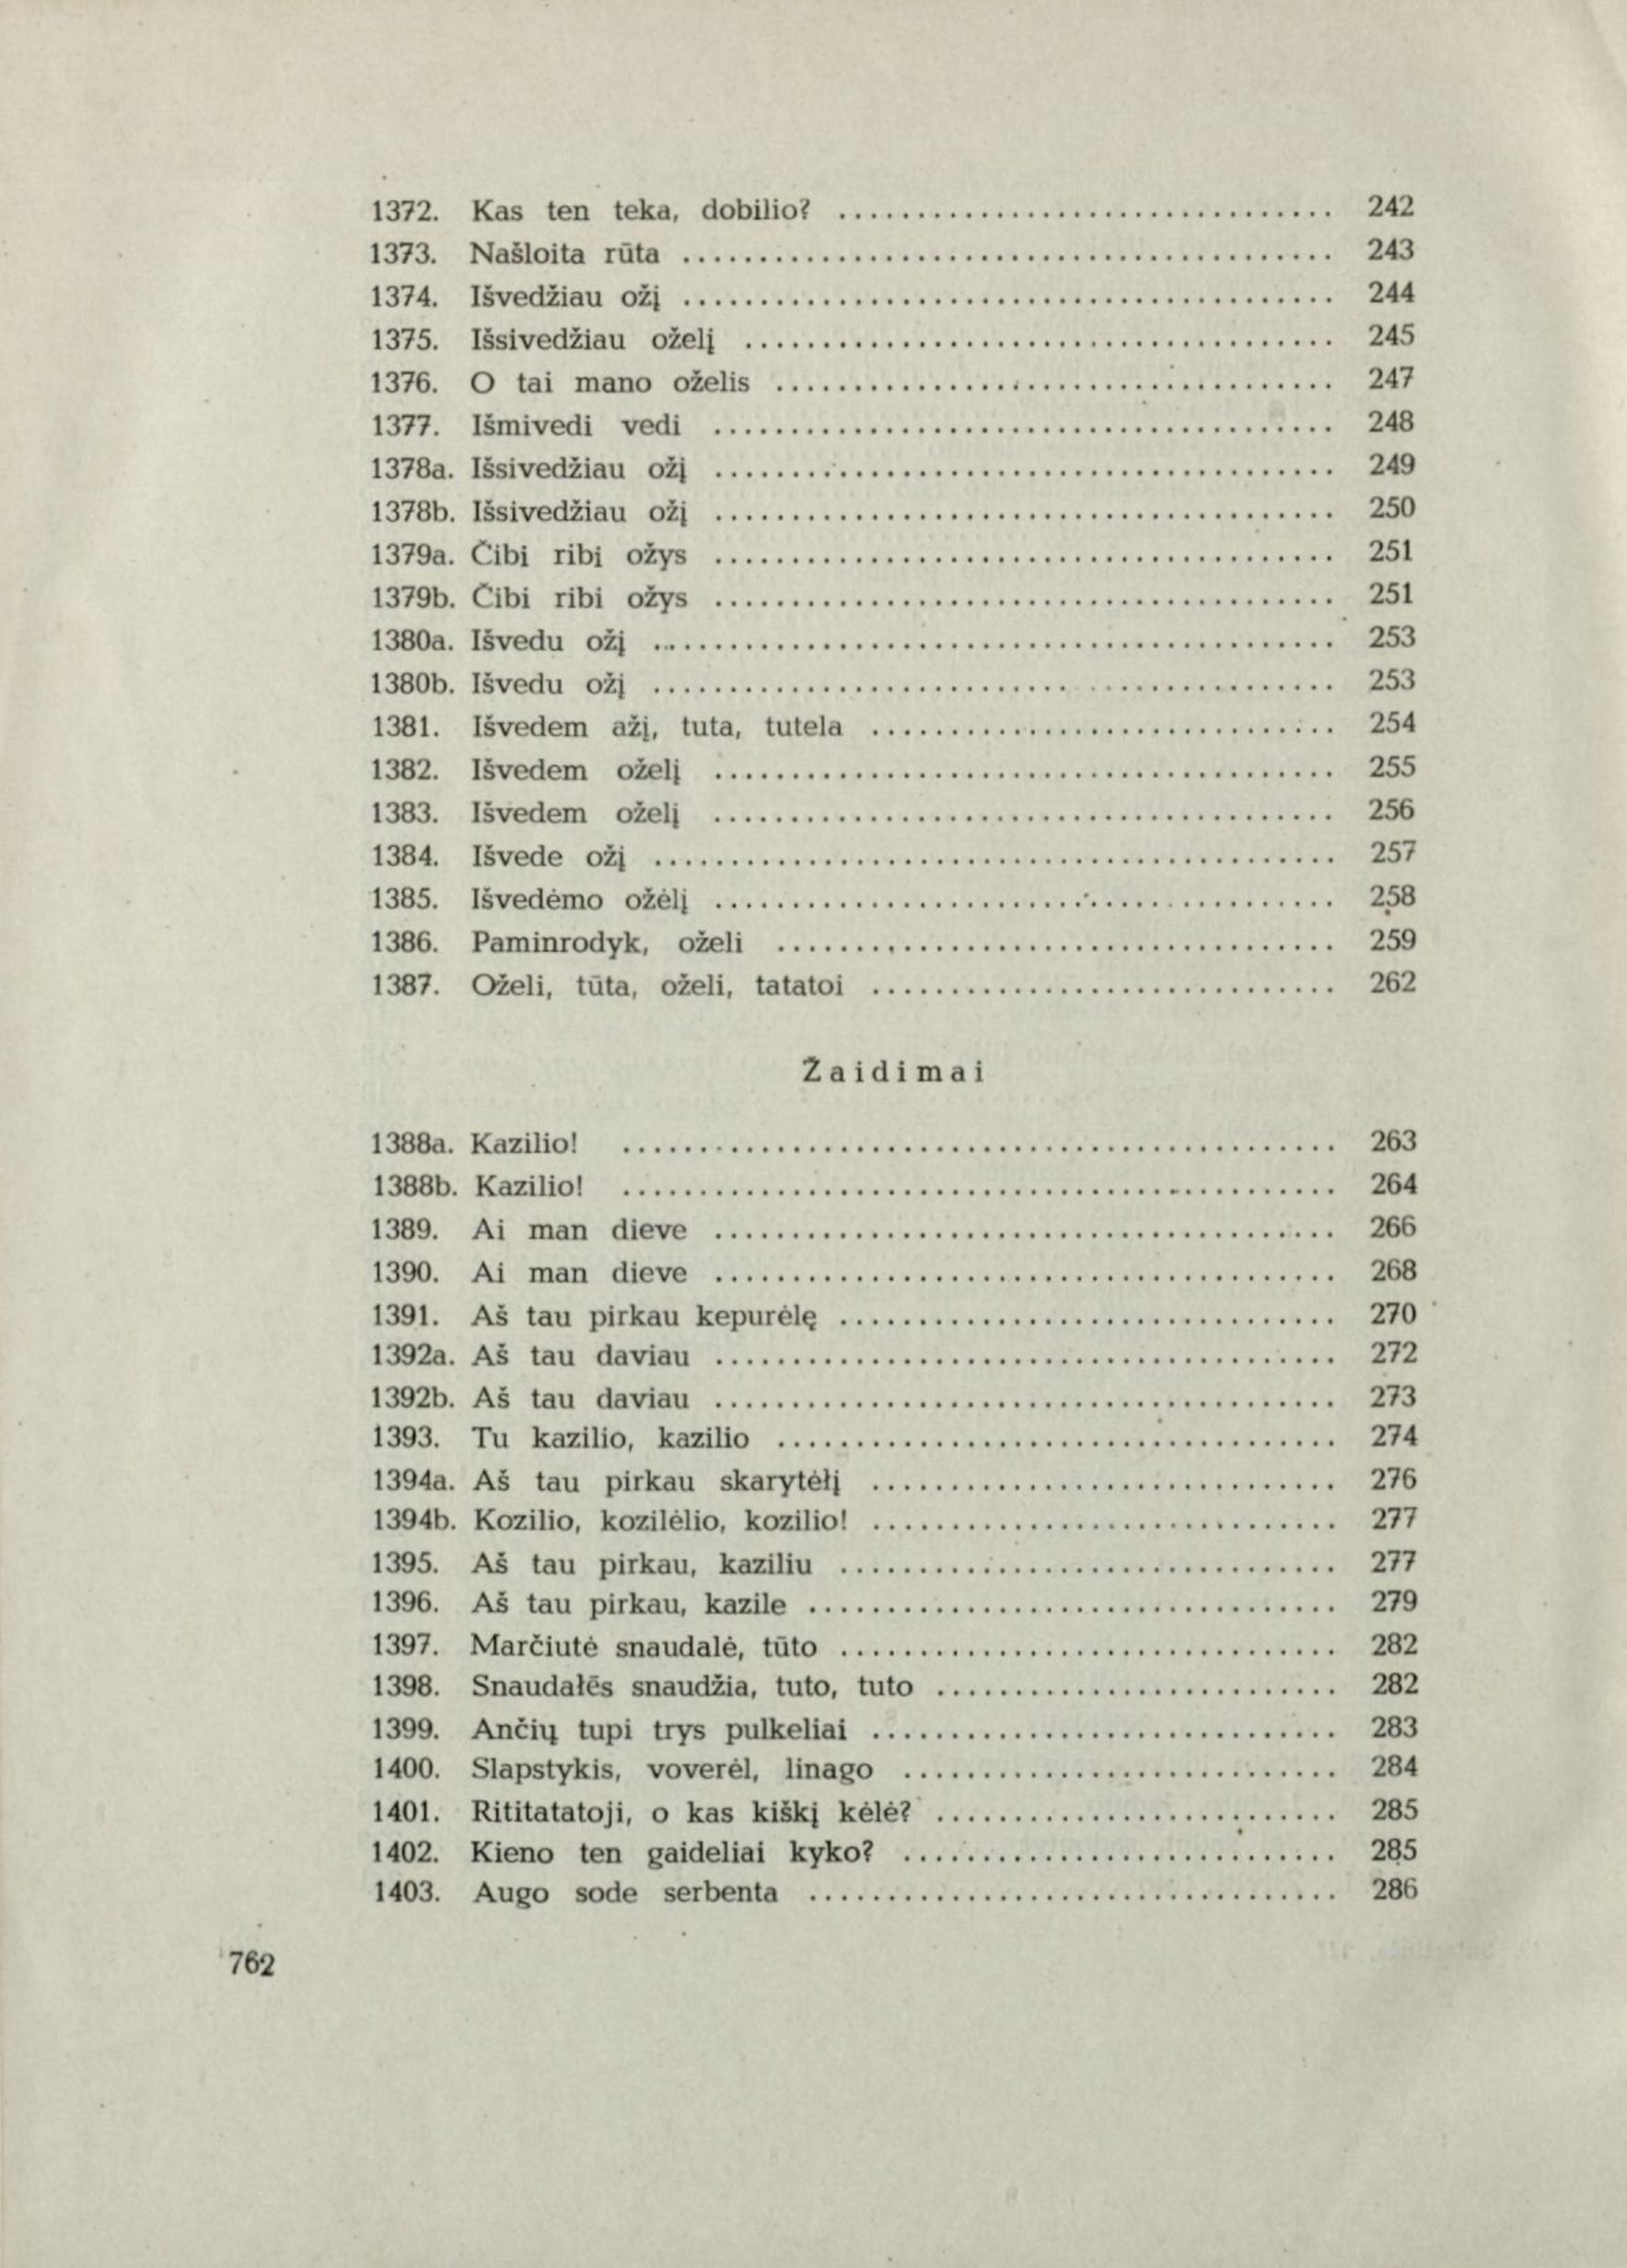 1372. Kas ten teka, dobilio? ................................ 242
1373. Našloita rūta .......................................... 243
1374. Išvedžiau ožį .......................................... 244
1375. Išsivedžiau oželį ...................................... 245
1376. O tai mano oželis .................................... 247
1377. Išmivedi vedi ........................................ 248
1378a. Išsivedžiau ožį ........................................ 249
1378b. Išsivedžiau ožį ........................................ 250
1379a. Čibi ribi ožys ........................................ 251
1379b. Čibi ribi ožys ........................................ 251
1380a. Išvedu ožį ............................................ 253
1380b. Išvedu ožį ............................................ 253
1381. Išvedem ažį, tuta, tutela .............................. 254
1382. Išvedem oželį ........................................ 255
1383. Išvedem oželį ........................................ 256
1384. Išvede ožį ............................................ 257
1385. Išvedėmo ožėlį ........................................ 258
1386. Paminrodyk, oželi .................................... 259
1387. Oželi, tūta, oželi, tatatoi .............................. 262
Žaidimai
1388a. Kazilio! .............................................. 263
1388b. Kazilio! .............................................. 264
1389. Ai man dieve ........................................ 266
1390. Ai man dieve ........................................ 268
1391. Aš tau pirkau kepurėlę ................................ 270
1392a. Aš tau daviau ........................................ 272
1392b. Aš tau daviau ........................................ 273
1393. Tu kazilio, kazilio .................................... 274
1394a. Aš tau pirkau skarytėłį .............................. 276
1394b. Kozilio, kozilėlio, kozilio! .............................. 277
1395. Aš tau pirkau, kaziliu ................................ 277
1396. Aš tau pirkau, kazile .................................. 279
1397. Marčiutė snaudalė, tūto ................................ 282
1398. Snaudałės snaudžia, tuto, tuto .......................... 282
1399. Ančių tupi trys pulkeliai .............................. 283
1400. Slapstykis, voverėl, linago ............................ 284
1401. Rititatatoji, o kas kiškį kėlė? .......................... 285
1402. Kieno ten gaideliai kyko? ............................ 285
1403. Augo sode serbenta .................................. 286
762